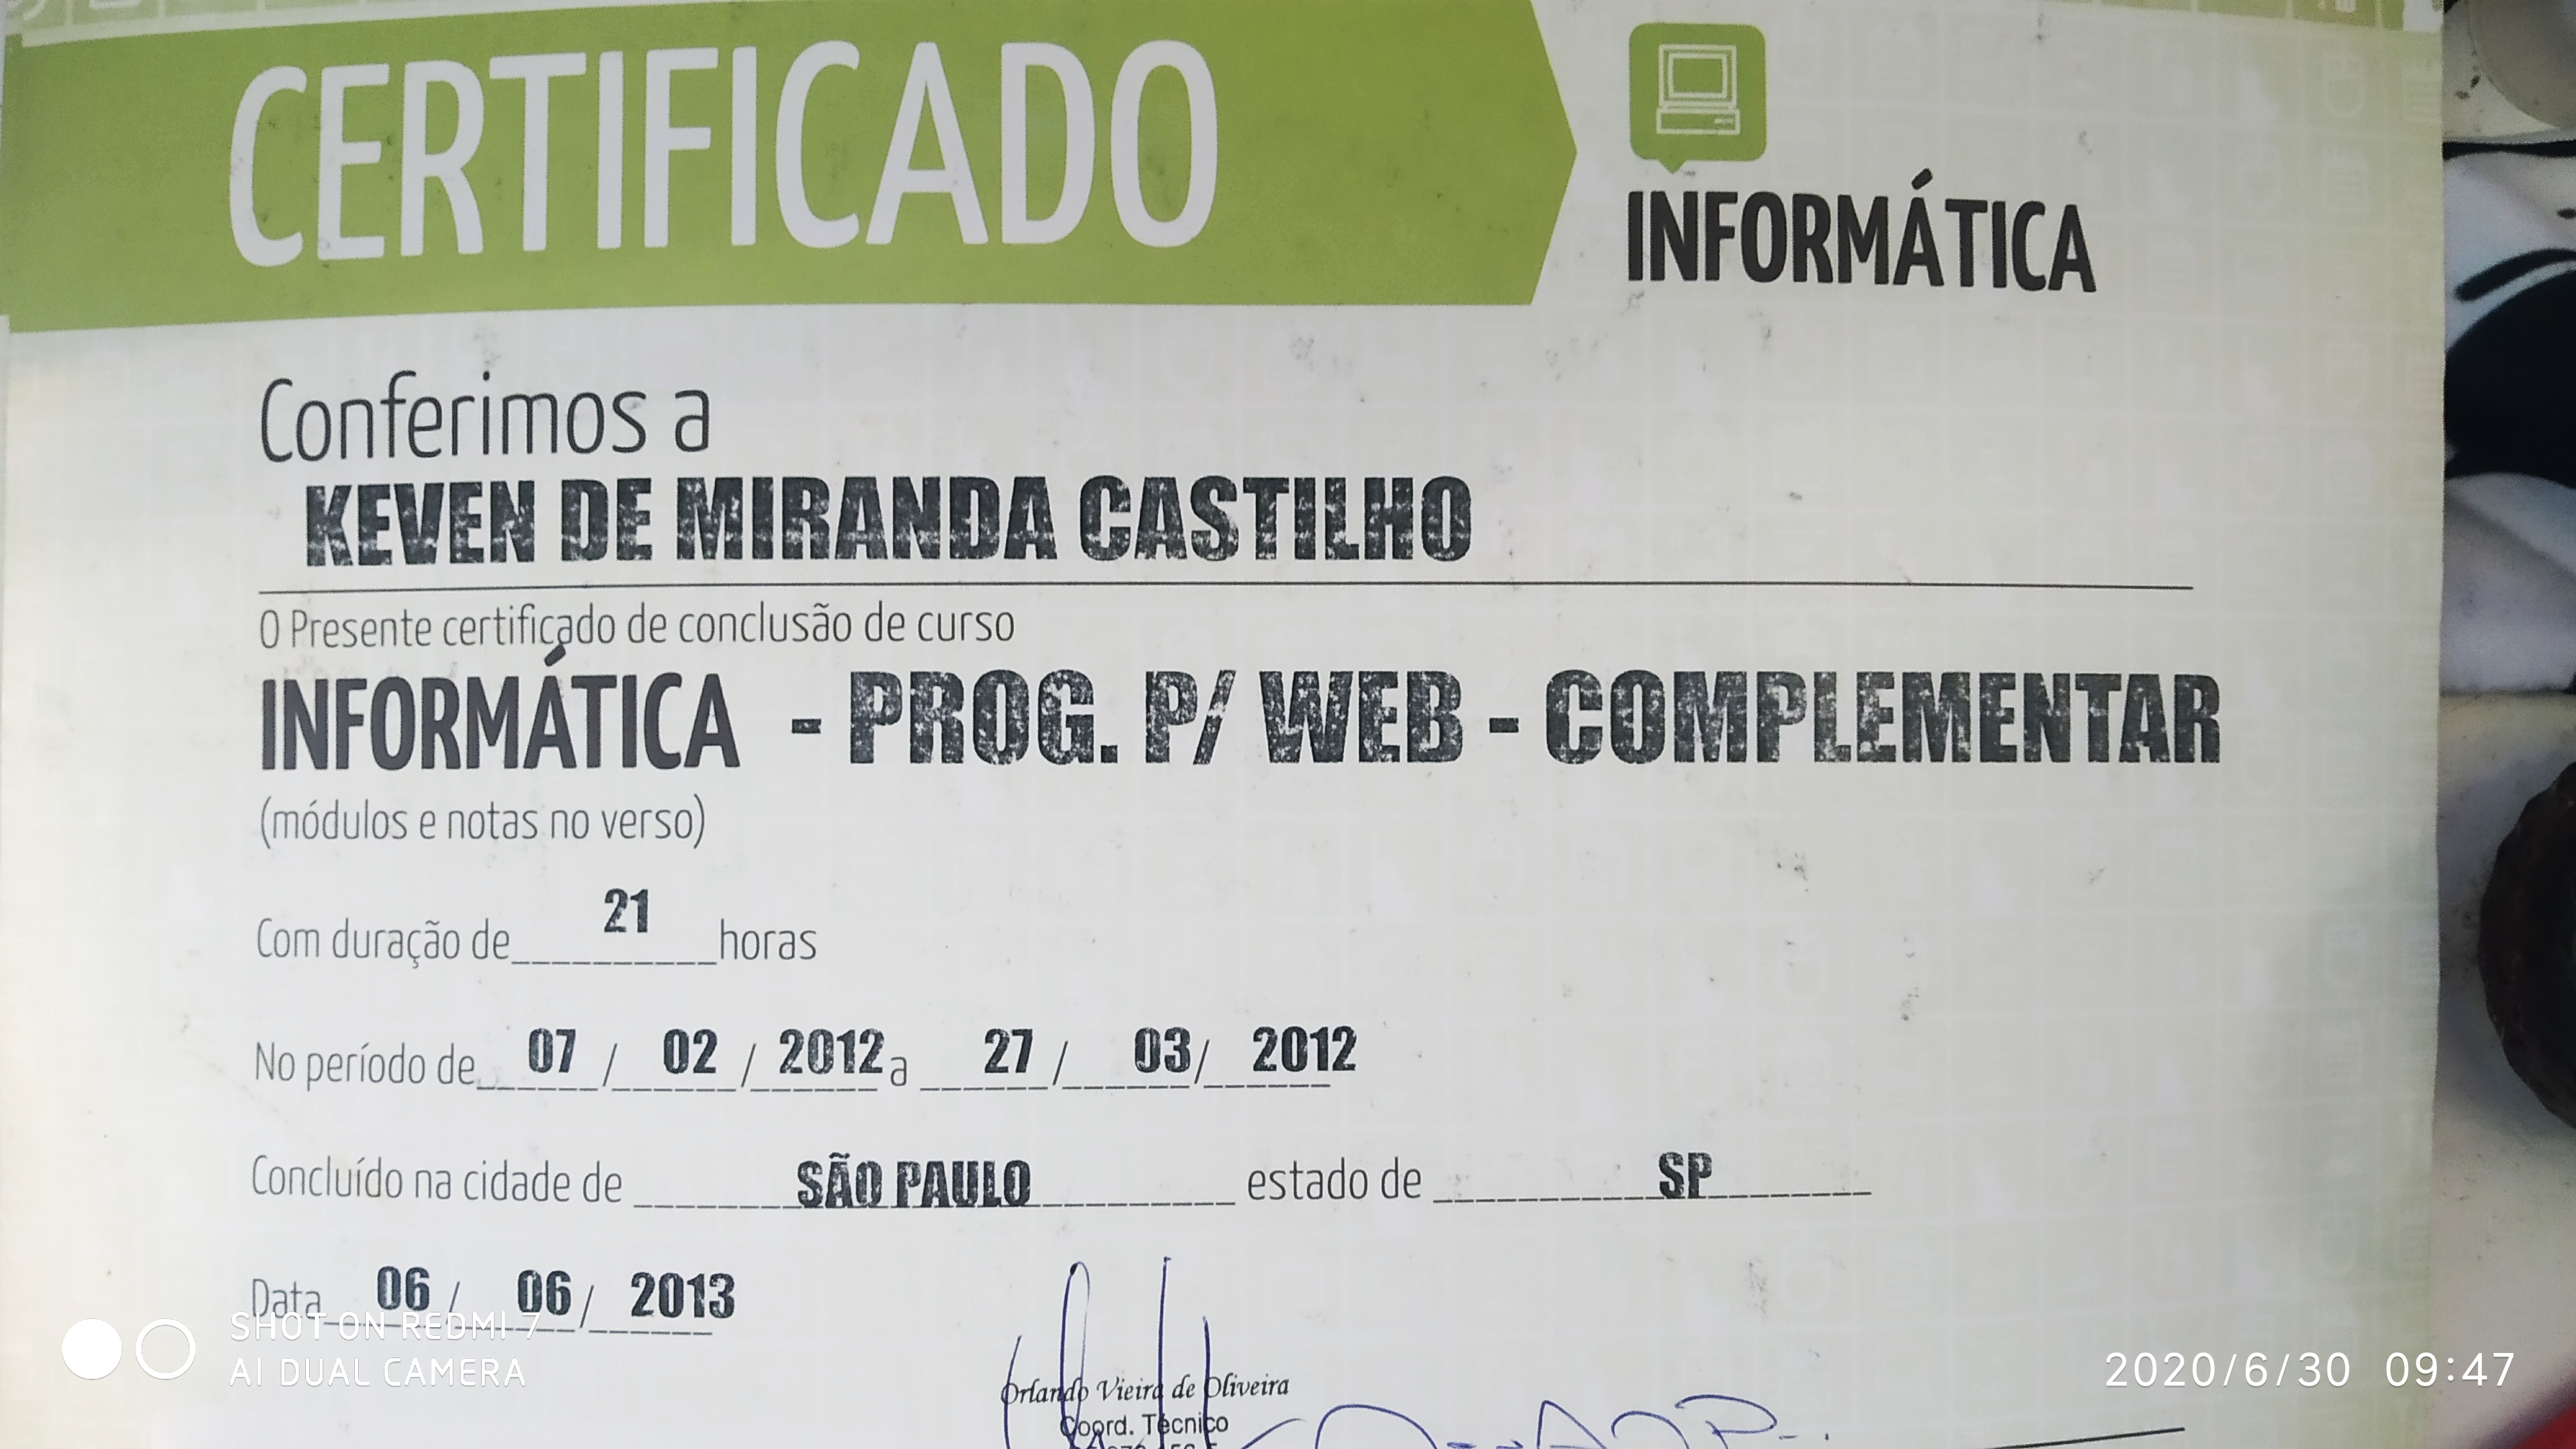 CERTIFICADO
INFORMÁTICA
Conferimos a
KEVEN DE MIRANDA CASTILHO
O Presente certificado de conclusão de curso
INFORMÁTICA - PROG. P/ WEB - COMPLEMENTAR
(módulos e notas no verso)
Com duração de 21 horas
No período de 07 / 02 / 2012 a 27 / 03 / 2012
Concluído na cidade de SÃO PAULO estado de SP
Data 06 / 06 / 2013
SHOT ON REDMI 7
AI DUAL CAMERA
2020/6/30 09:47
Orlando Vieira de Oliveira
Coord. Técnico